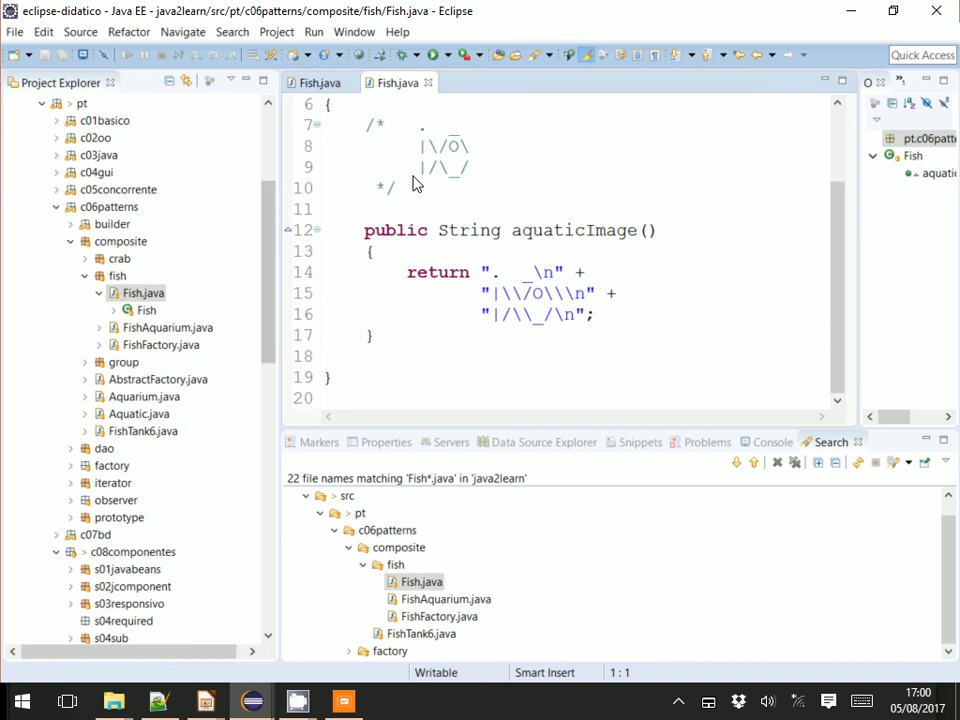 eclipse-didatico - Java EE - java2learn/src/pt/c06patterns/composite/fish/Fish.java - Eclipse
File Edit Source Refactor Navigate Search Project Run Window Help
Quick Access
Project Explorer
> pt
c01basico
c02oo
c03java
c04gui
c05concorrente
c06patterns
builder
composite
crab
fish
Fish.java
Fish
FishAquarium.java
FishFactory.java
group
AbstractFactory.java
Aquarium.java
Aquatic.java
FishTank6.java
dao
factory
iterator
observer
prototype
c07bd
> c08componentes
s01javabeans
s02jcomponent
s03responsivo
s04required
s04sub
Fish.java Fish.java
6 {
7 /* . _
8 |\/O\
9 |/\_/
10 */
11
12 public String aquaticImage()
13 {
14 return ".  _\n" +
15 "|\\/O\\\n" +
16 "|/\\_/\n";
17 }
18
19 }
20
O
pt.c06patte
Fish
aquatic
Markers Properties Servers Data Source Explorer Snippets Problems Console Search
22 file names matching 'Fish*.java' in 'java2learn'
> src
> pt
c06patterns
composite
fish
Fish.java
FishAquarium.java
FishFactory.java
FishTank6.java
factory
Writable Smart Insert 1 : 1
17:00
05/08/2017